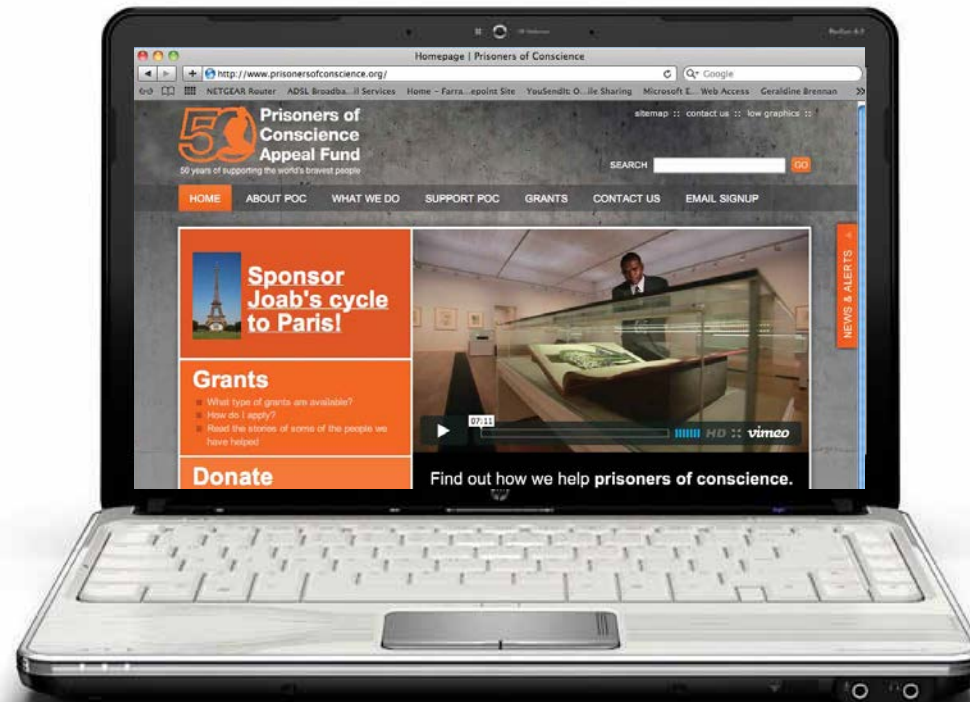 Homepage | Prisoners of Conscience
http://www.prisonersofconscience.org/
Google
NETGEAR Router ADSL Broadba...il Services Home – Farra...epoint Site YouSendIt: O...ile Sharing Microsoft E... Web Access Geraldine Brennan
50
Prisoners of
Conscience
Appeal Fund
50 years of supporting the world's bravest people
sitemap :: contact us :: low graphics ::
SEARCH
GO
HOME ABOUT POC WHAT WE DO SUPPORT POC GRANTS CONTACT US EMAIL SIGNUP
NEWS & ALERTS
Sponsor
Joab's cycle
to Paris!
Grants
What type of grants are available?
How do I apply?
Read the stories of some of the people we
have helped
Donate
07:11
HD vimeo
Find out how we help prisoners of conscience.